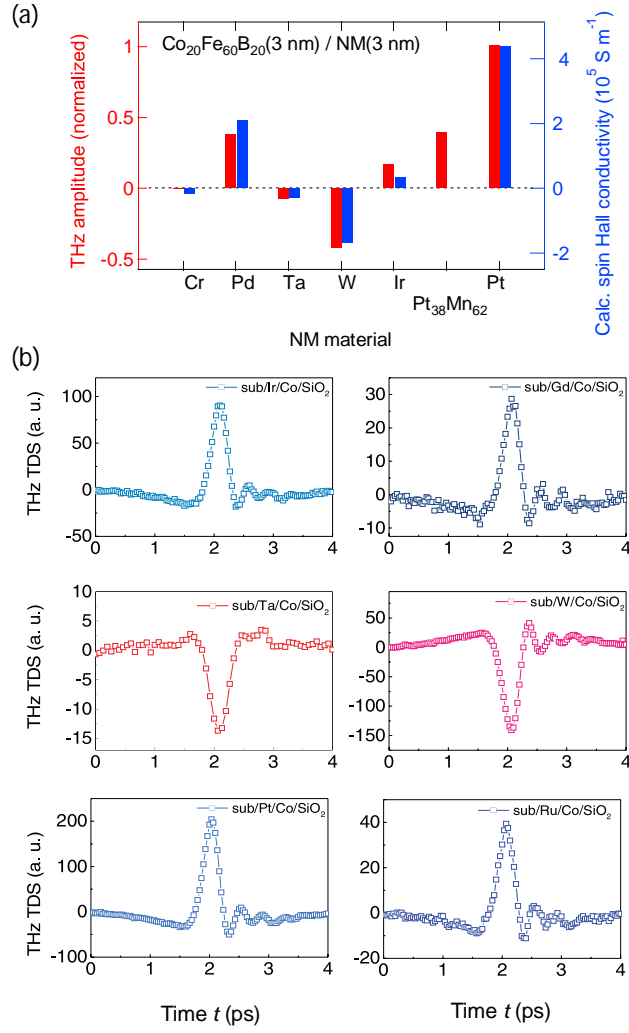 (a)
Co₂₀Fe₆₀B₂₀(3 nm) / NM(3 nm)
THz amplitude (normalized)
1
0.5
0
-0.5
Calc. spin Hall conductivity (10⁵ S m⁻¹)
4
2
0
-2
Cr Pd Ta W Ir Pt
Pt₃₈Mn₆₂
NM material
(b)
THz TDS (a. u.)
100
50
0
-50
sub/Ir/Co/SiO₂
0 1 2 3 4
30
20
10
0
-10
sub/Gd/Co/SiO₂
0 1 2 3 4
THz TDS (a. u.)
10
5
0
-5
-10
-15
sub/Ta/Co/SiO₂
0 1 2 3 4
50
25
0
-25
-50
-75
-100
-125
-150
sub/W/Co/SiO₂
0 1 2 3 4
THz TDS (a. u.)
200
100
0
-100
sub/Pt/Co/SiO₂
0 1 2 3 4
40
20
0
-20
sub/Ru/Co/SiO₂
0 1 2 3 4
Time t (ps)
Time t (ps)